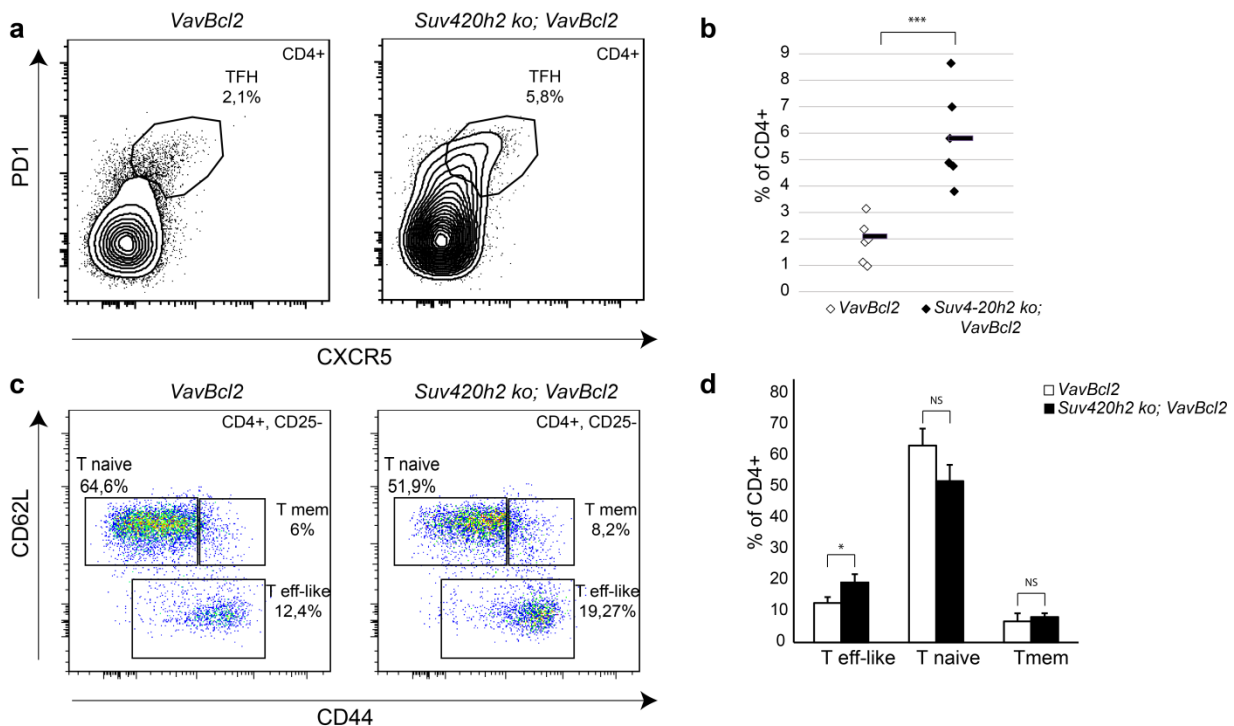 a
VavBcl2
Suv420h2 ko; VavBcl2
CD4+
TFH
2,1%
CD4+
TFH
5,8%
PD1
CXCR5
b
***
% of CD4+
9
8
7
6
5
4
3
2
1
0
◇ VavBcl2
◆ Suv4-20h2 ko;
VavBcl2
c
VavBcl2
Suv420h2 ko; VavBcl2
CD4+, CD25-
T naive
64,6%
T mem
6%
T eff-like
12,4%
CD4+, CD25-
T naive
51,9%
T mem
8,2%
T eff-like
19,27%
CD62L
CD44
d
VavBcl2
Suv420h2 ko; VavBcl2
% of CD4+
80
70
60
50
40
30
20
10
0
*
NS
NS
T eff-like
T naive
Tmem